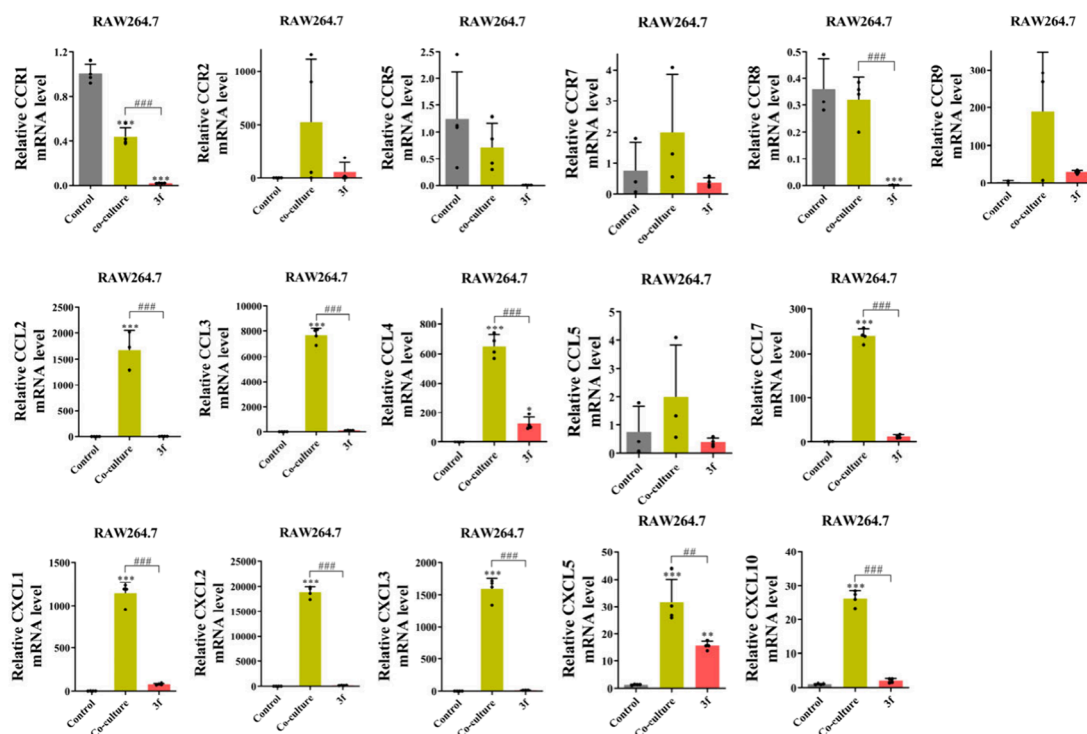 RAW264.7
Relative CCR1
mRNA level
1.2
0.8
0.4
0.0
***
###
***
Control
co-culture
3f
RAW264.7
Relative CCR2
mRNA level
1000
500
0
Control
co-culture
3f
RAW264.7
Relative CCR5
mRNA level
2.5
2.0
1.5
1.0
0.5
0.0
Control
co-culture
3f
RAW264.7
Relative CCR7
mRNA level
5
4
3
2
1
0
Control
co-culture
3f
RAW264.7
Relative CCR8
mRNA level
0.5
0.4
0.3
0.2
0.1
0.0
###
***
Control
co-culture
3f
RAW264.7
Relative CCR9
mRNA level
300
200
100
0
Control
co-culture
3f
RAW264.7
Relative CCL2
mRNA level
2500
2000
1500
1000
500
0
***
###
Control
Co-culture
3f
RAW264.7
Relative CCL3
mRNA level
10000
8000
6000
4000
2000
0
***
###
Control
Co-culture
3f
RAW264.7
Relative CCL4
mRNA level
800
600
400
200
0
***
###
*
Control
Co-culture
3f
RAW264.7
Relative CCL5
mRNA level
5
4
3
2
1
0
Control
Co-culture
3f
RAW264.7
Relative CCL7
mRNA level
300
200
100
0
***
###
Control
Co-culture
3f
RAW264.7
Relative CXCL1
mRNA level
1500
1000
500
0
***
###
Control
Co-culture
3f
RAW264.7
Relative CXCL2
mRNA level
25000
20000
15000
10000
5000
0
***
###
Control
Co-culture
3f
RAW264.7
Relative CXCL3
mRNA level
2000
1500
1000
500
0
***
###
Control
Co-culture
3f
RAW264.7
Relative CXCL5
mRNA level
50
40
30
20
10
0
***
##
**
Control
Co-culture
3f
RAW264.7
Relative CXCL10
mRNA level
40
30
20
10
0
***
###
Control
Co-culture
3f